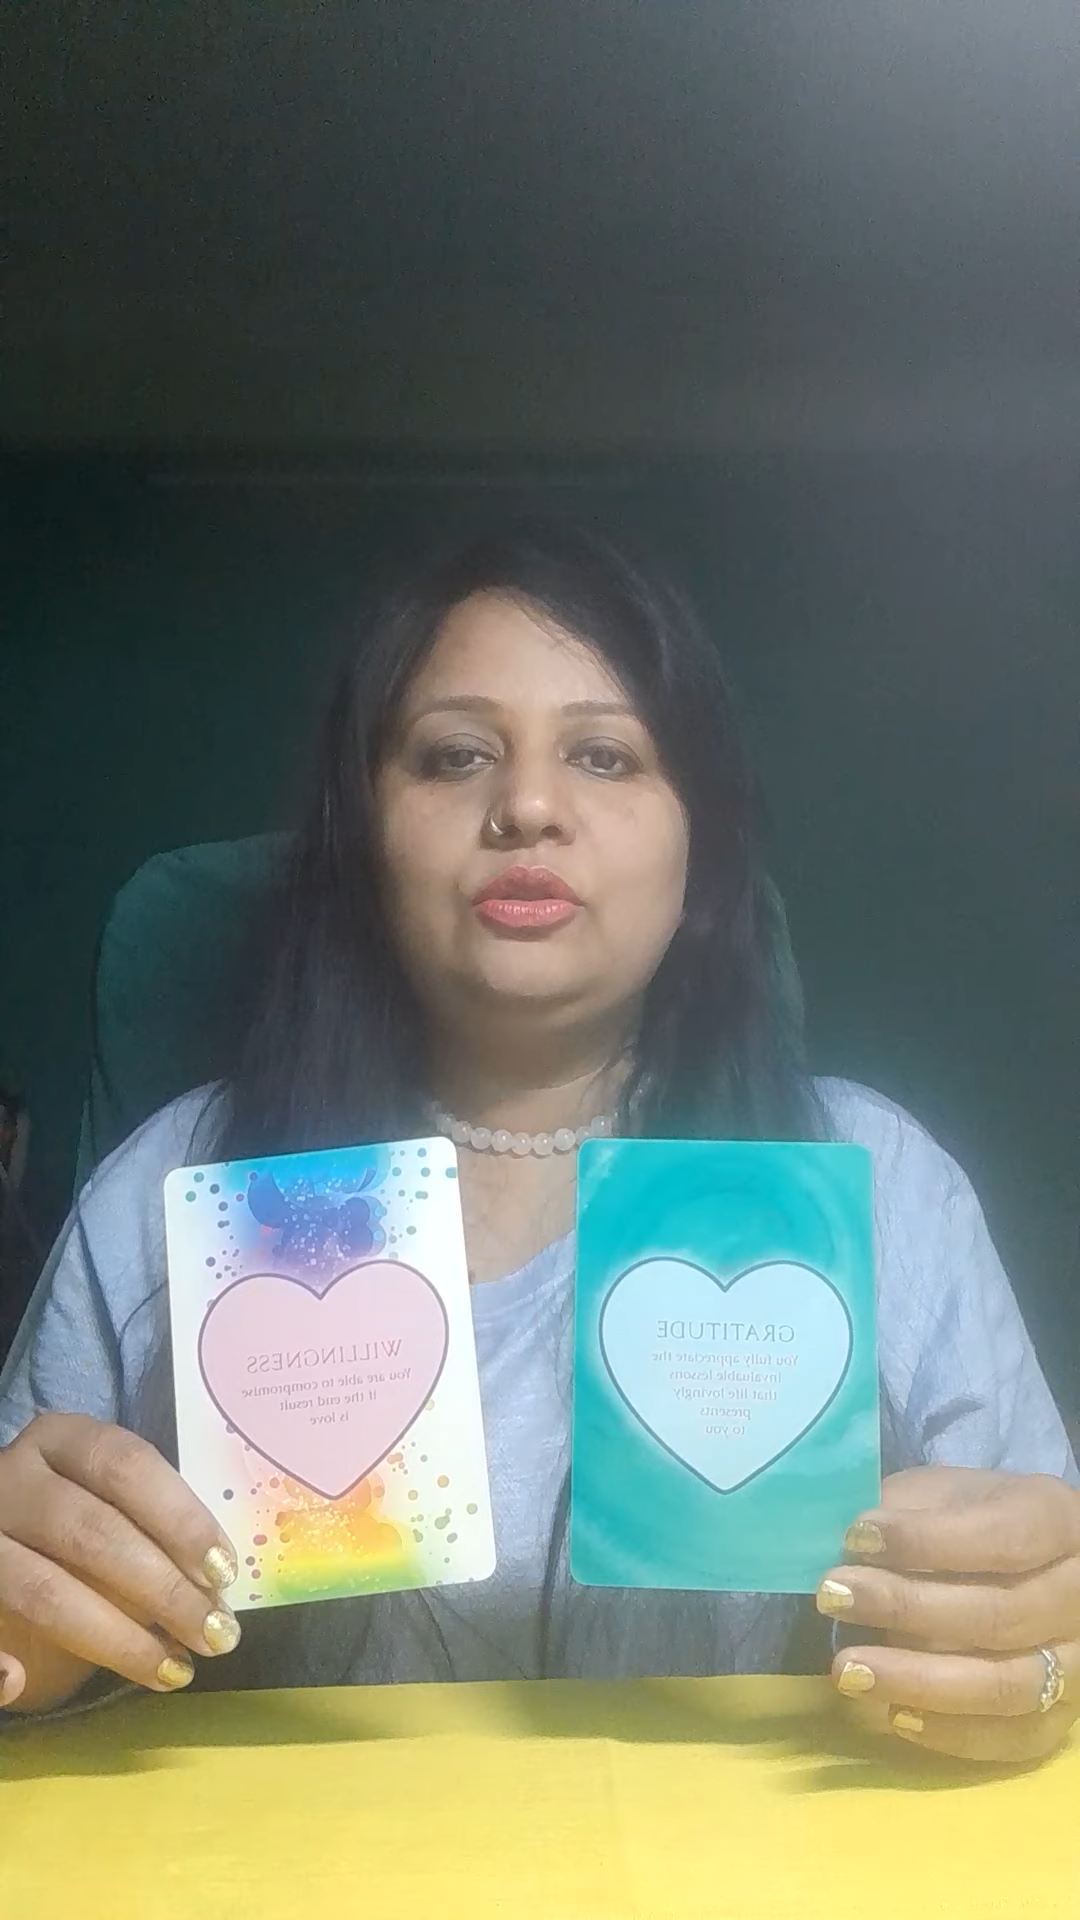 WILLINGNESS
You are able to compromise
if the end result
is love
GRATITUDE
You fully appreciate the
invaluable lessons
that life lovingly
presents
to you